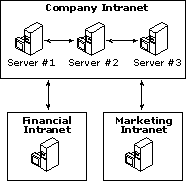 Company Intranet
Server #1 Server #2 Server #3
Financial
Intranet
Marketing
Intranet